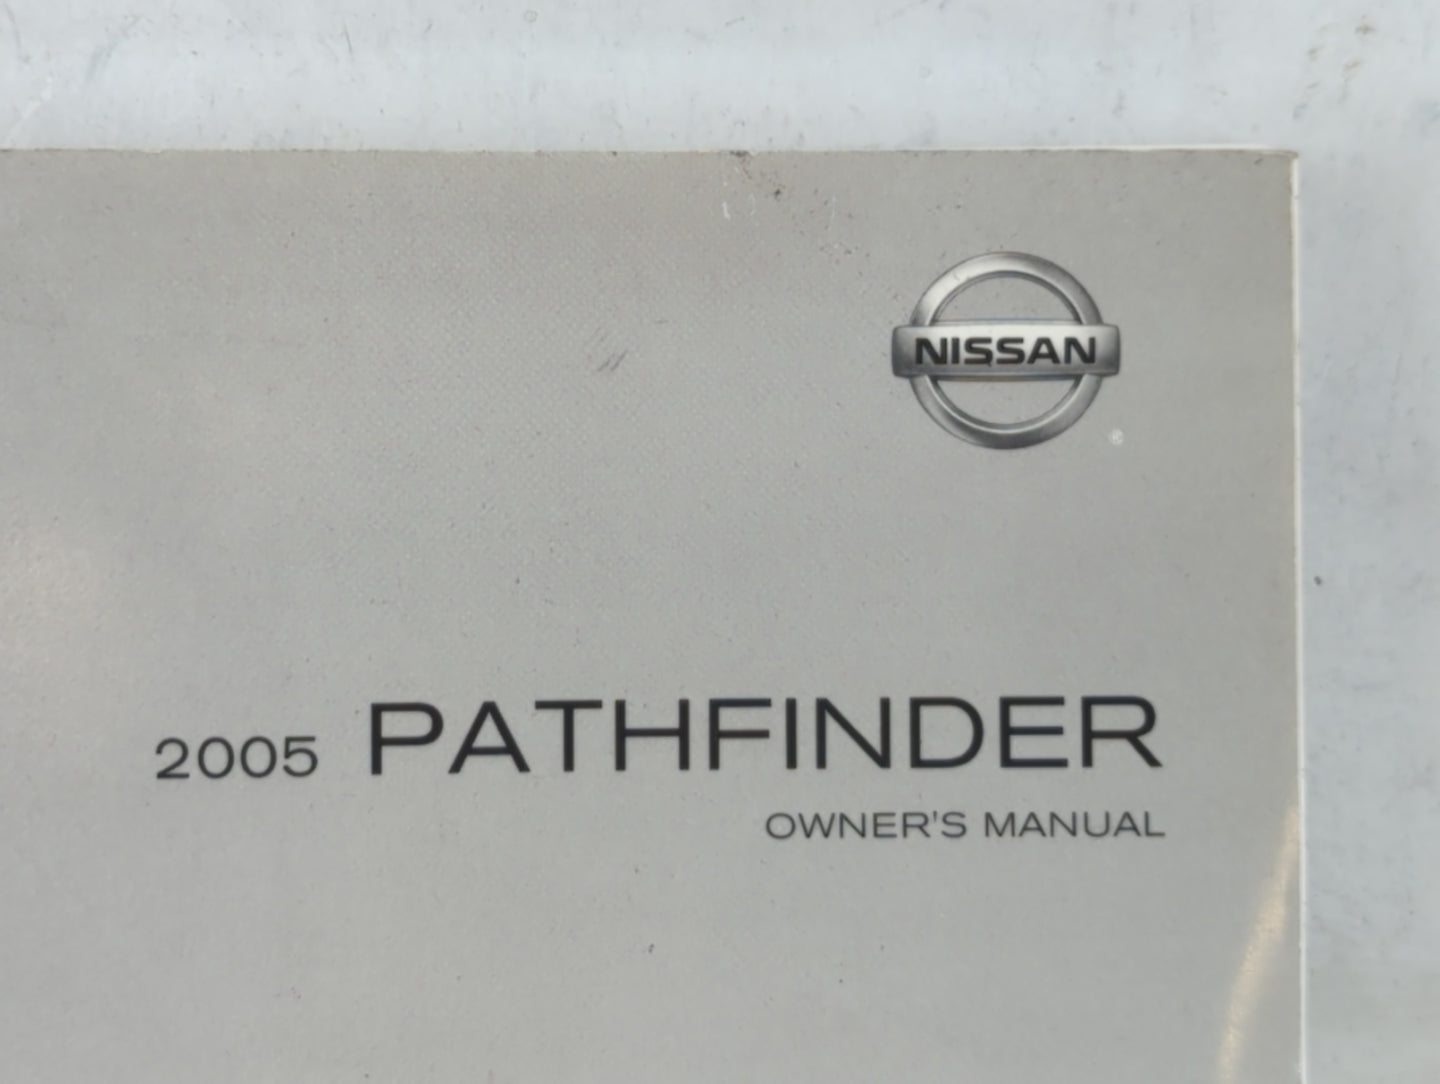 NISSAN
®
2005 PATHFINDER
OWNER'S MANUAL